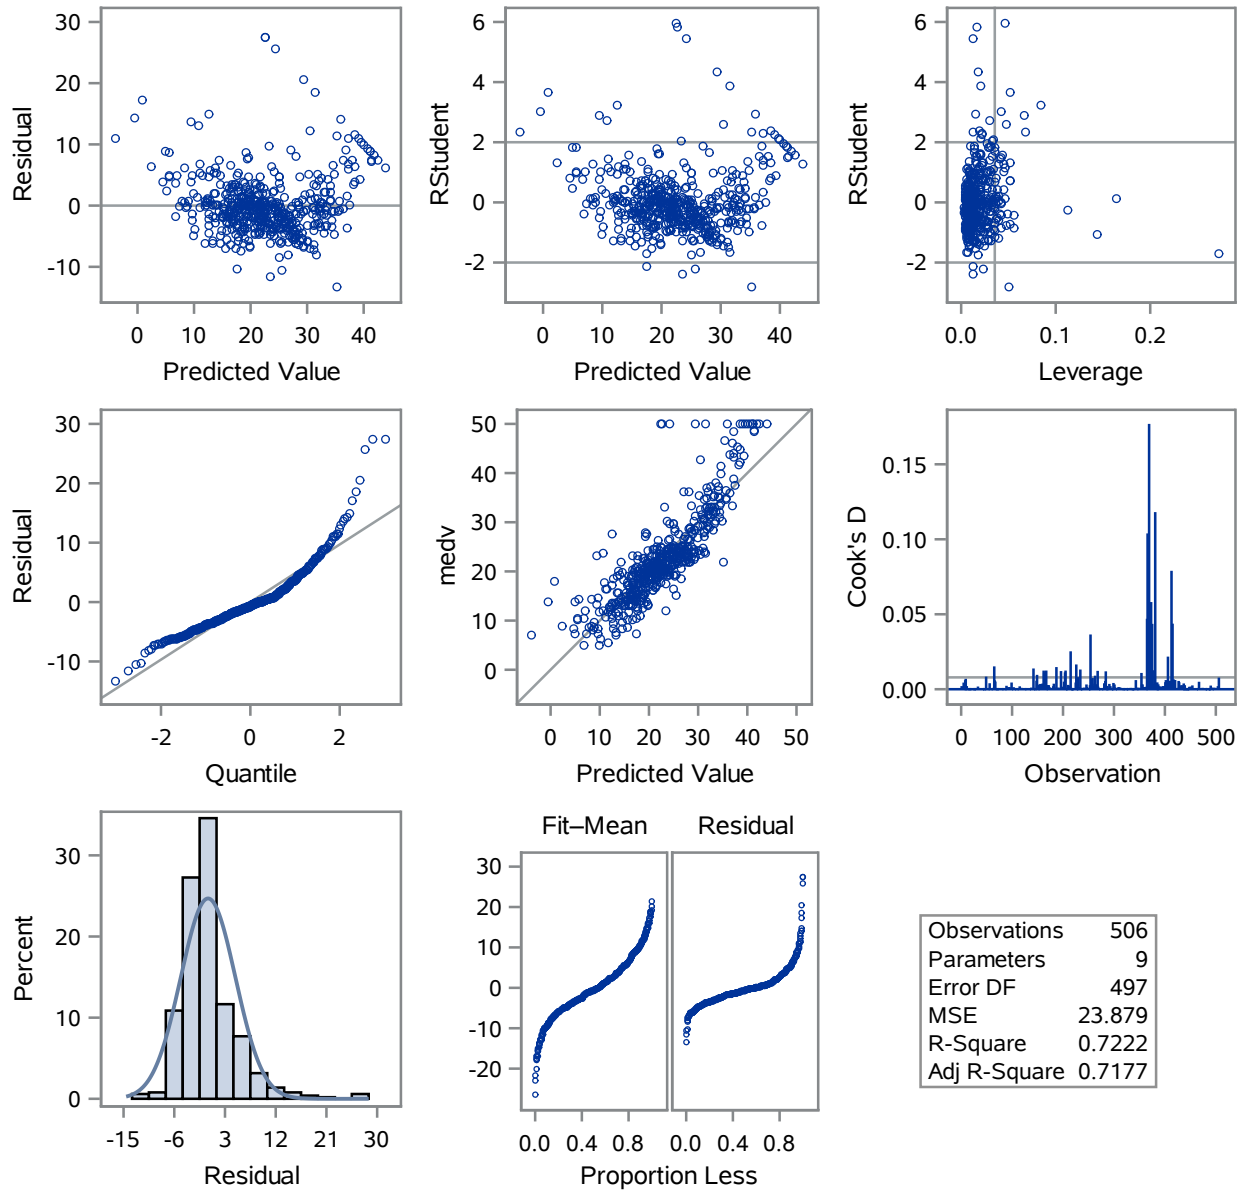 30
20
10
0
-10
Residual
0 10 20 30 40
Predicted Value
6
4
2
0
-2
RStudent
0 10 20 30 40
Predicted Value
6
4
2
0
-2
RStudent
0.0 0.1 0.2
Leverage
30
20
10
0
-10
Residual
-2 0 2
Quantile
50
40
30
20
10
0
medv
0 10 20 30 40 50
Predicted Value
0.15
0.10
0.05
0.00
Cook's D
0 100 200 300 400 500
Observation
30
20
10
0
Percent
-15 -6 3 12 21 30
Residual
Fit–Mean Residual
30
20
10
0
-10
-20
0.0 0.4 0.8 0.0 0.4 0.8
Proportion Less
Observations 506
Parameters 9
Error DF 497
MSE 23.879
R-Square 0.7222
Adj R-Square 0.7177